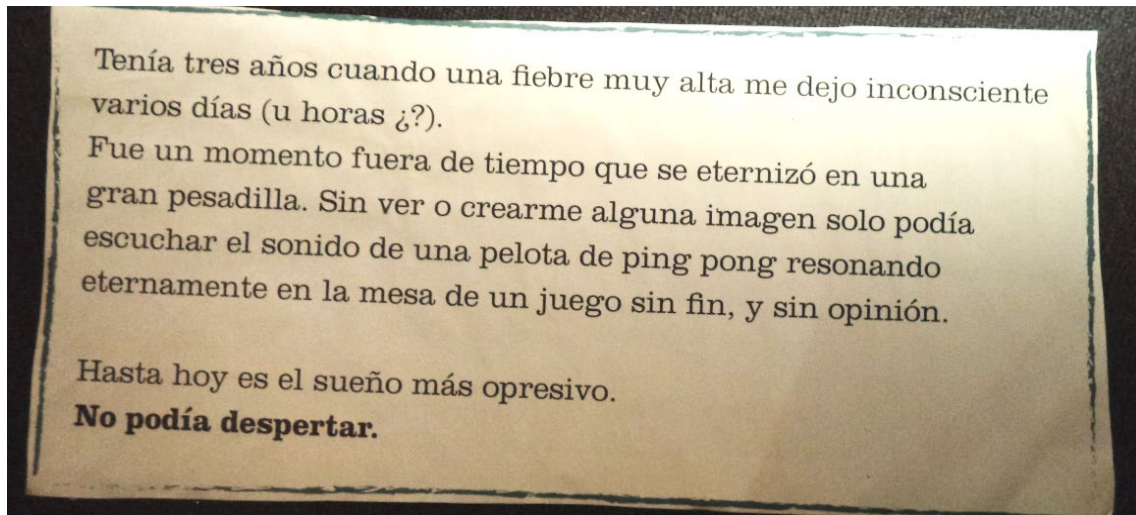 Tenía tres años cuando una fiebre muy alta me dejo inconsciente
varios días (u horas ¿?).
Fue un momento fuera de tiempo que se eternizó en una
gran pesadilla. Sin ver o crearme alguna imagen solo podía
escuchar el sonido de una pelota de ping pong resonando
eternamente en la mesa de un juego sin fin, y sin opinión.
Hasta hoy es el sueño más opresivo.
No podía despertar.